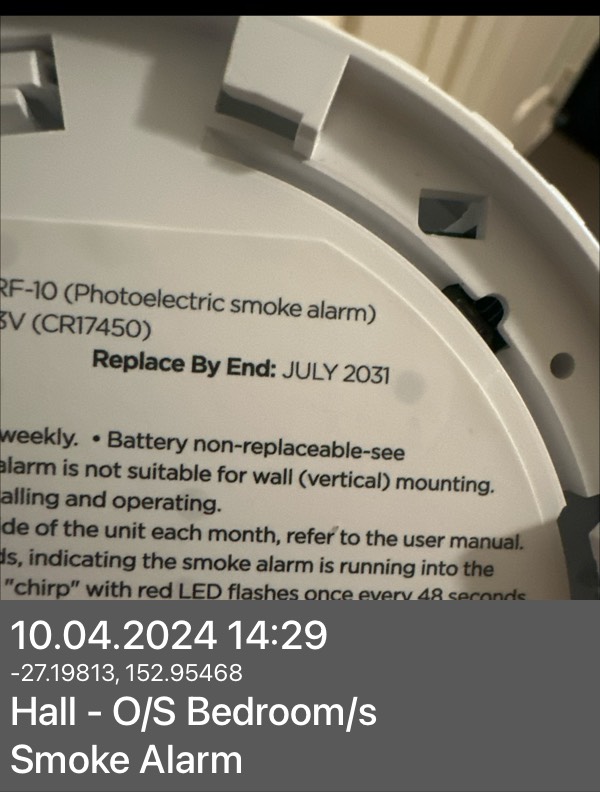 RF-10 (Photoelectric smoke alarm)
3V (CR17450)
Replace By End: JULY 2031
weekly. • Battery non-replaceable-see
alarm is not suitable for wall (vertical) mounting.
alling and operating.
de of the unit each month, refer to the user manual.
ds, indicating the smoke alarm is running into the
"chirp" with red LED flashes once every 48 seconds
10.04.2024 14:29
-27.19813, 152.95468
Hall - O/S Bedroom/s
Smoke Alarm